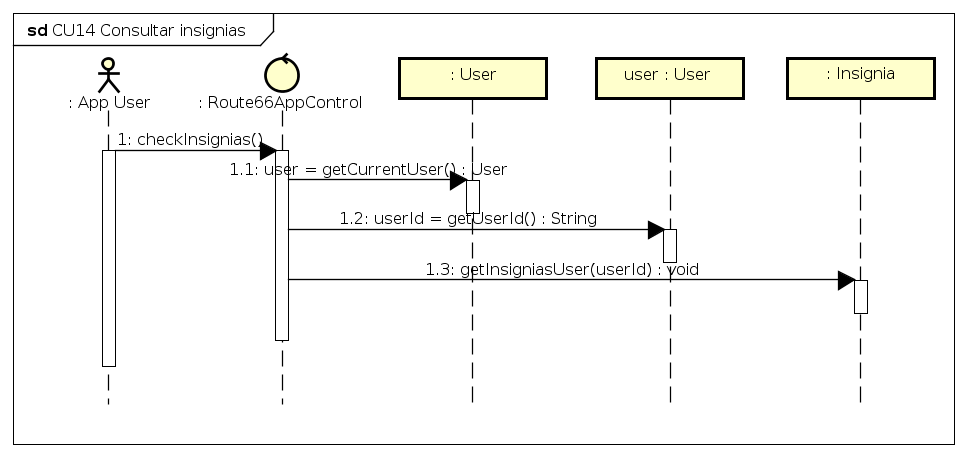 sd CU14 Consultar insignias
: App User
: Route66AppControl
: User
user : User
: Insignia
1: checkInsignias()
1.1: user = getCurrentUser() : User
1.2: userId = getUserId() : String
1.3: getInsigniasUser(userId) : void